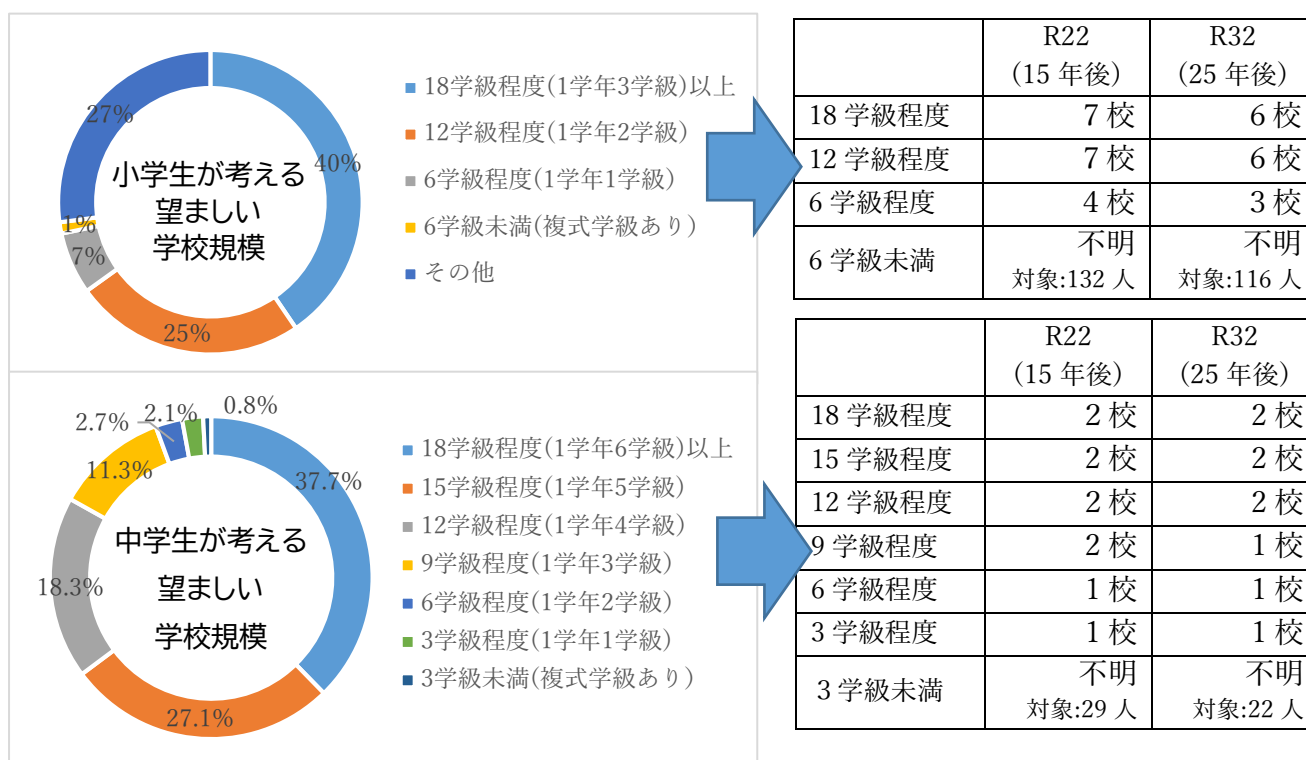 小学生が考える
望ましい
学校規模
40%
25%
7%
1%
27%
18学級程度(1学年3学級)以上
12学級程度(1学年2学級)
6学級程度(1学年1学級)
6学級未満(複式学級あり)
その他
R22 R32
(15 年後) (25 年後)
18 学級程度 7 校 6 校
12 学級程度 7 校 6 校
6 学級程度 4 校 3 校
6 学級未満 不明 不明
対象:132 人 対象:116 人
中学生が考える
望ましい
学校規模
37.7%
27.1%
18.3%
11.3%
2.7%
2.1%
0.8%
18学級程度(1学年6学級)以上
15学級程度(1学年5学級)
12学級程度(1学年4学級)
9学級程度(1学年3学級)
6学級程度(1学年2学級)
3学級程度(1学年1学級)
3学級未満(複式学級あり)
R22 R32
(15 年後) (25 年後)
18 学級程度 2 校 2 校
15 学級程度 2 校 2 校
12 学級程度 2 校 2 校
9 学級程度 2 校 1 校
6 学級程度 1 校 1 校
3 学級程度 1 校 1 校
3 学級未満 不明 不明
対象:29 人 対象:22 人